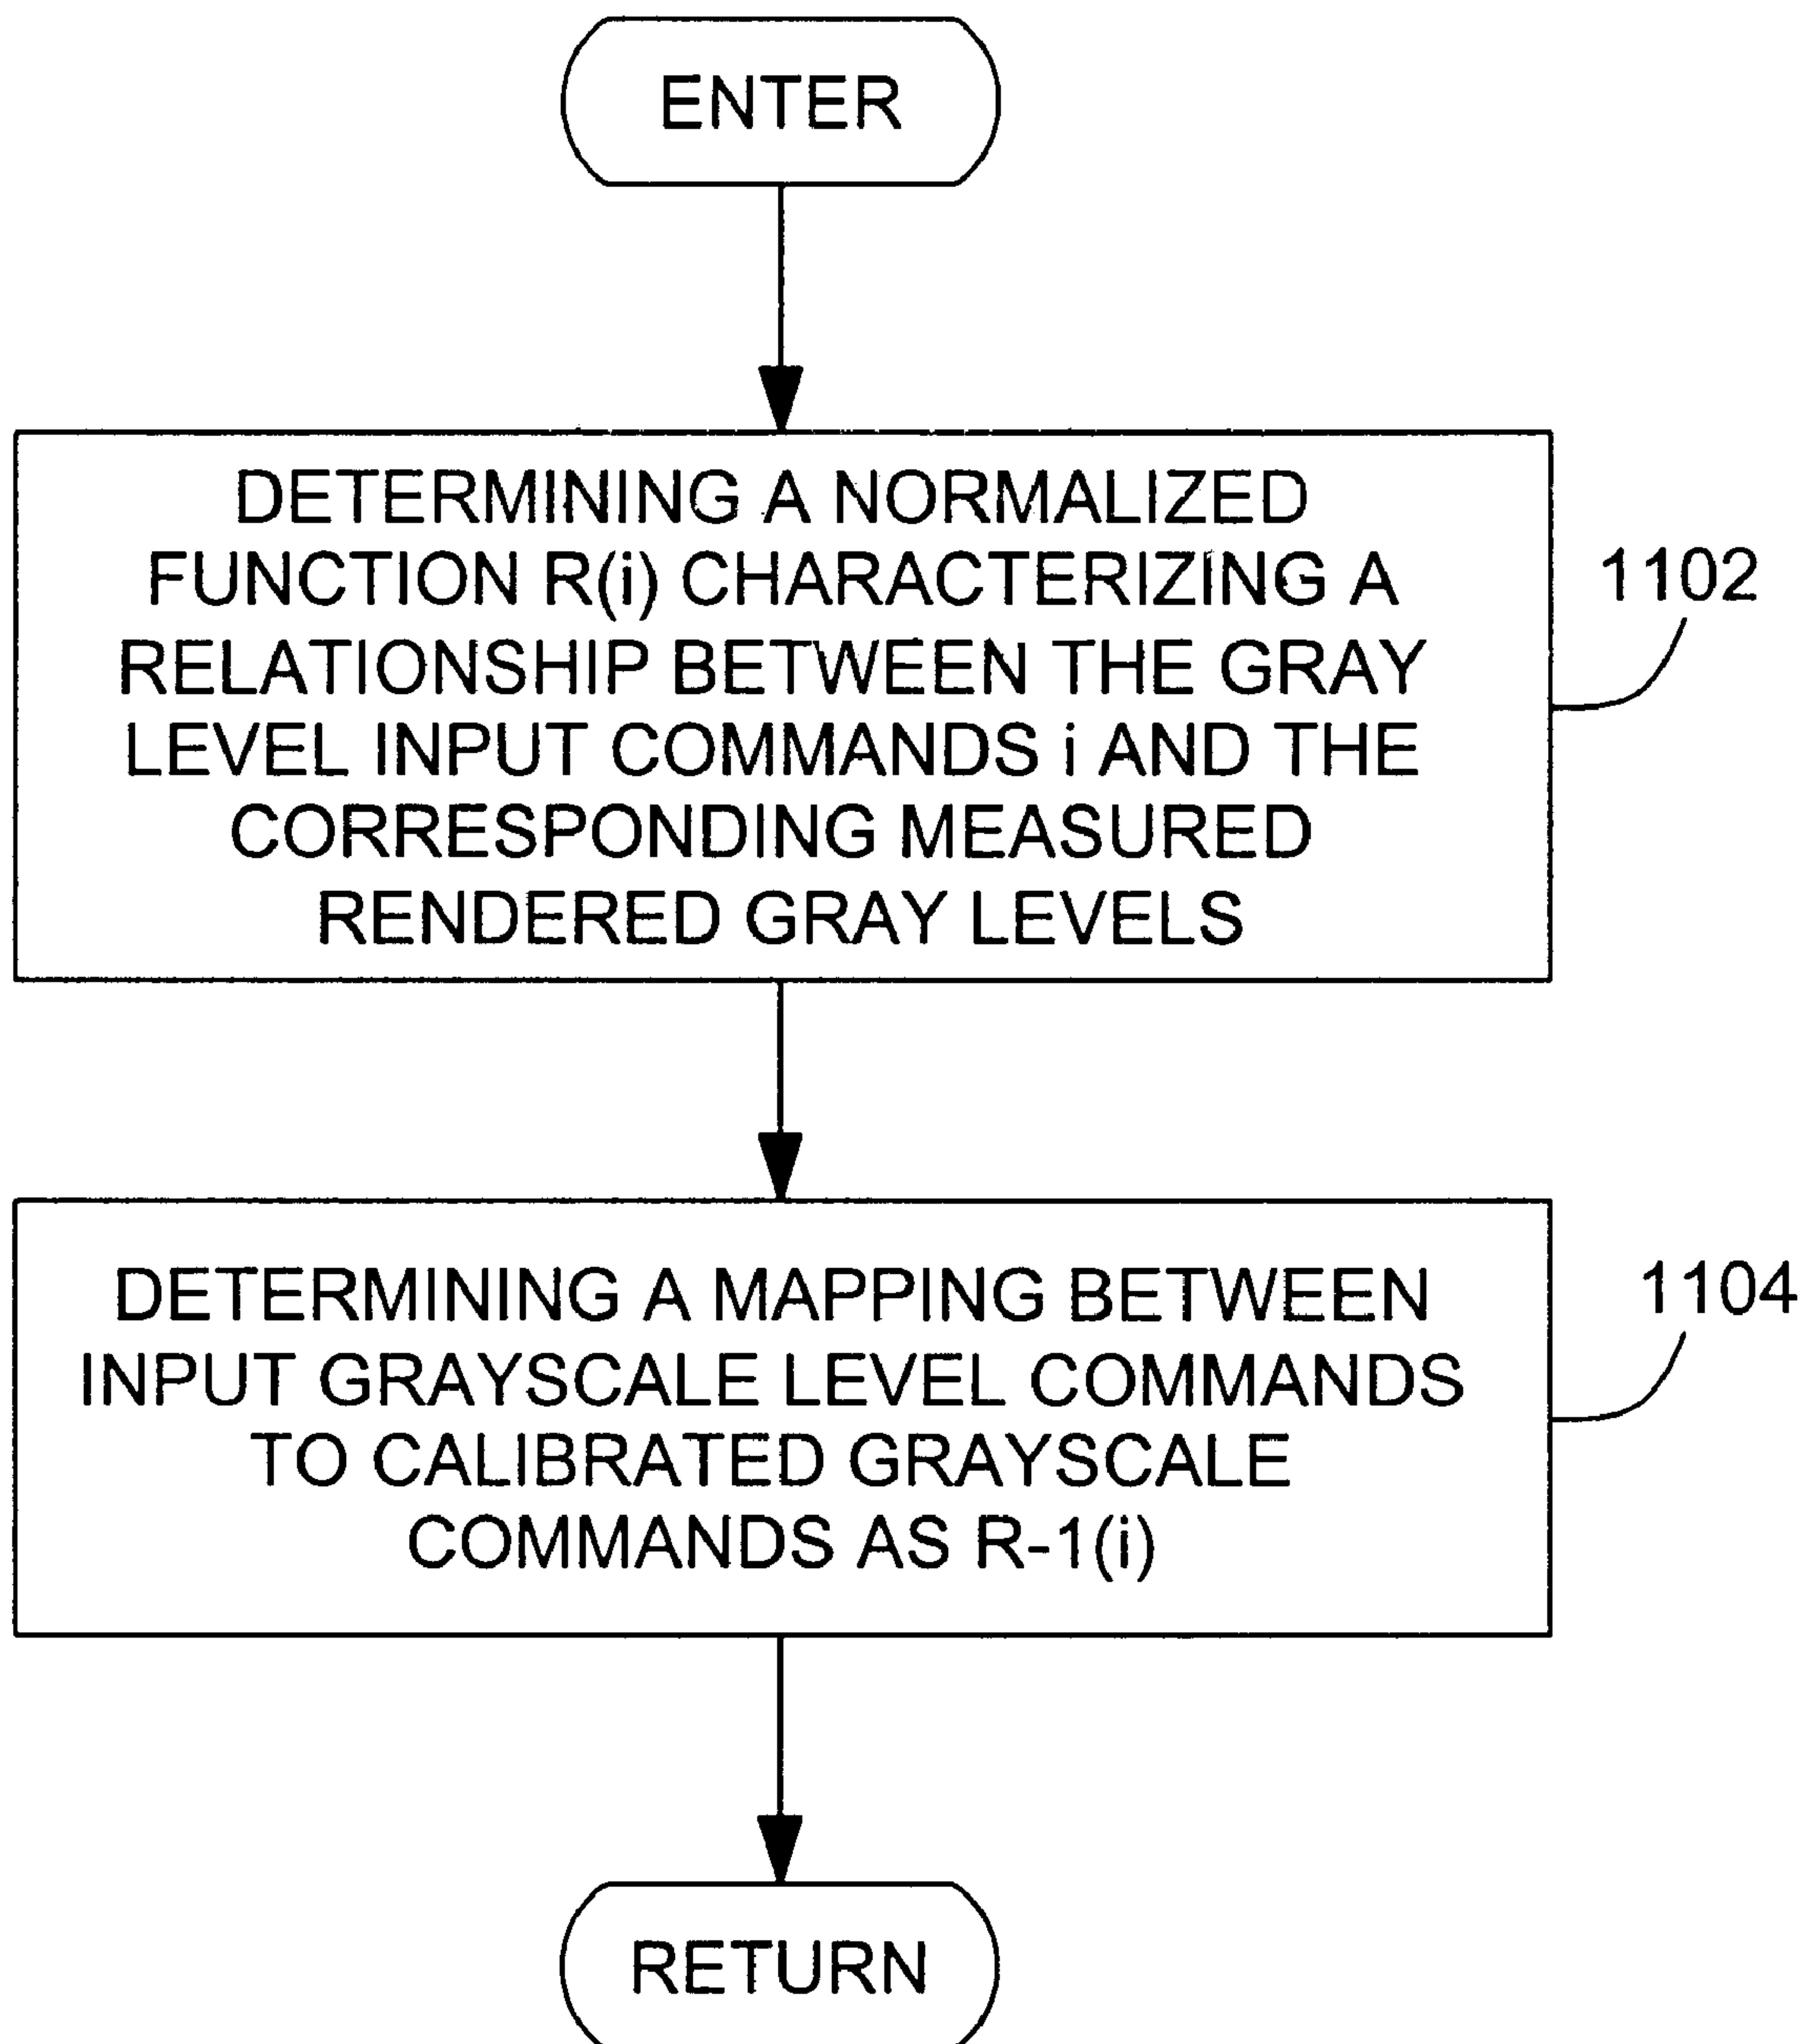 ENTER
DETERMINING A NORMALIZED
FUNCTION R(i) CHARACTERIZING A
RELATIONSHIP BETWEEN THE GRAY
LEVEL INPUT COMMANDS i AND THE
CORRESPONDING MEASURED
RENDERED GRAY LEVELS
1102
DETERMINING A MAPPING BETWEEN
INPUT GRAYSCALE LEVEL COMMANDS
TO CALIBRATED GRAYSCALE
COMMANDS AS R-1(i)
1104
RETURN